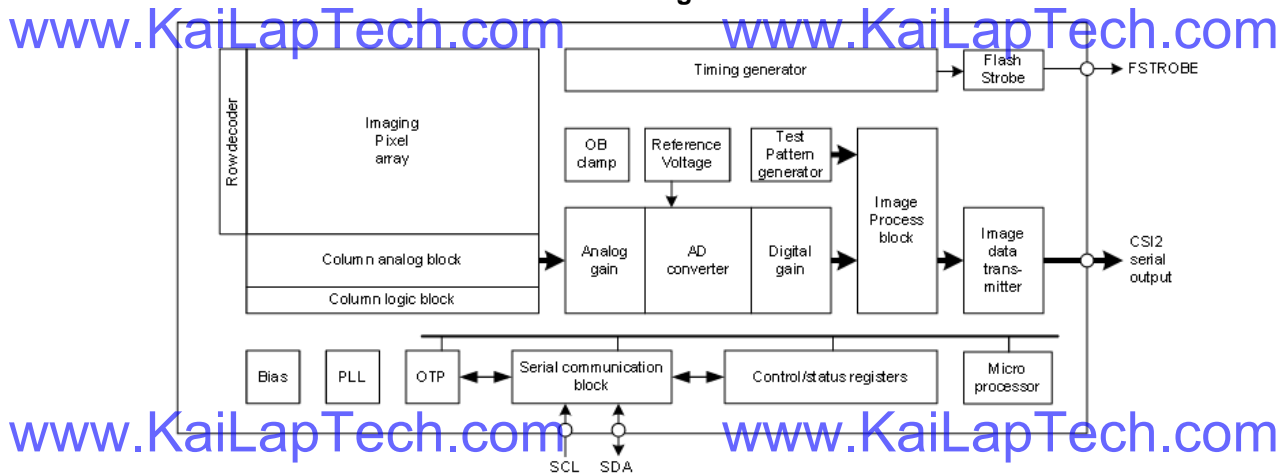 www.KaiLapTech.com
www.KaiLapTech.com
Timing generator
Flash
Strobe
FSTROBE
Rowdecoder
Imaging
Pixel
array
OB
clamp
Reference
Voltage
Test
Pattern
generator
Image
Process
block
Column analog block
Analog
gain
AD
converter
Digital
gain
Image
data
trans-
mitter
CSI2
serial
output
Column logic block
Bias
PLL
OTP
Serial communication
block
Control/status registers
Micro
processor
www.KaiLapTech.com
www.KaiLapTech.com
SCL
SDA